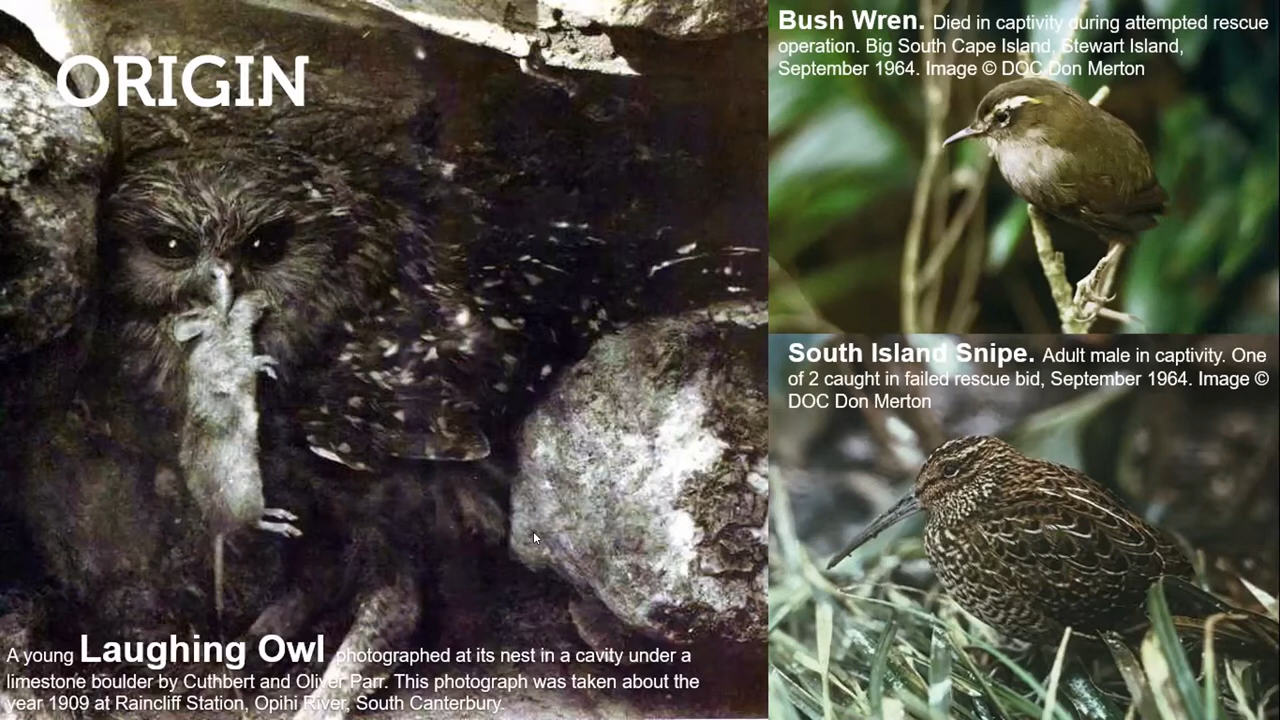 ORIGIN
A young Laughing Owl photographed at its nest in a cavity under a
limestone boulder by Cuthbert and Oliver Parr. This photograph was taken about the
year 1909 at Raincliff Station, Opihi River, South Canterbury.
Bush Wren. Died in captivity during attempted rescue
operation. Big South Cape Island, Stewart Island,
September 1964. Image © DOC Don Merton
South Island Snipe. Adult male in captivity. One
of 2 caught in failed rescue bid, September 1964. Image ©
DOC Don Merton